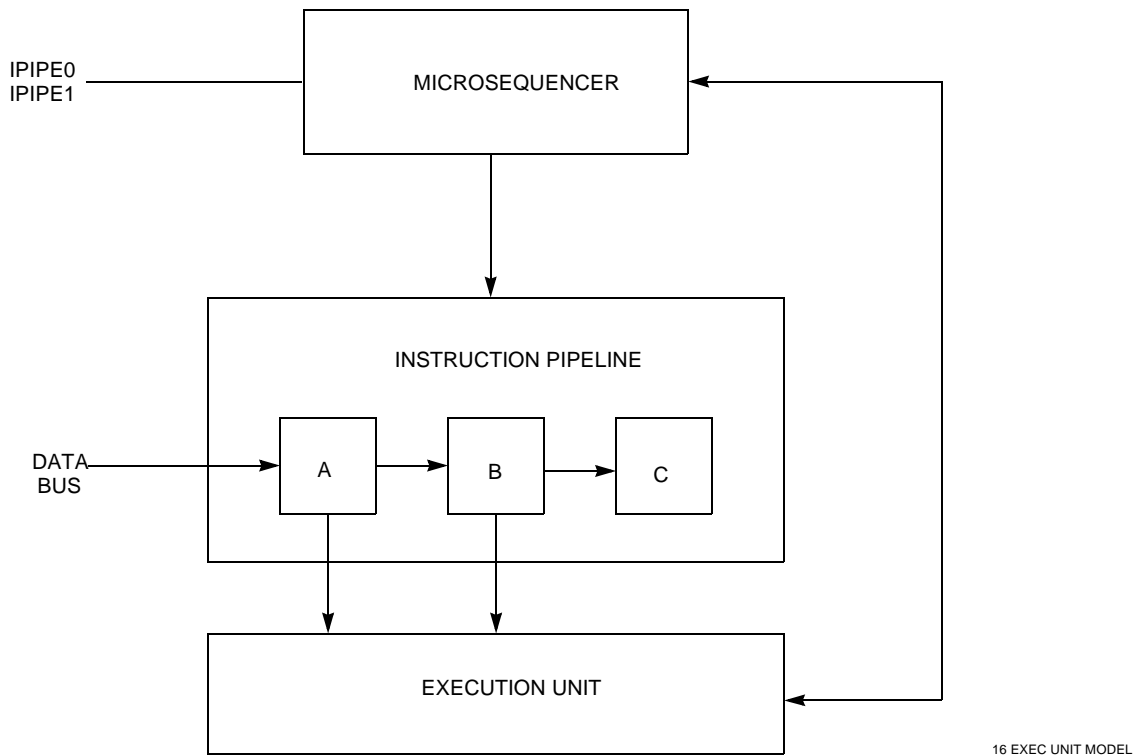 IPIPE0
IPIPE1
MICROSEQUENCER
INSTRUCTION PIPELINE
DATA
BUS
A
B
C
EXECUTION UNIT
16 EXEC UNIT MODEL